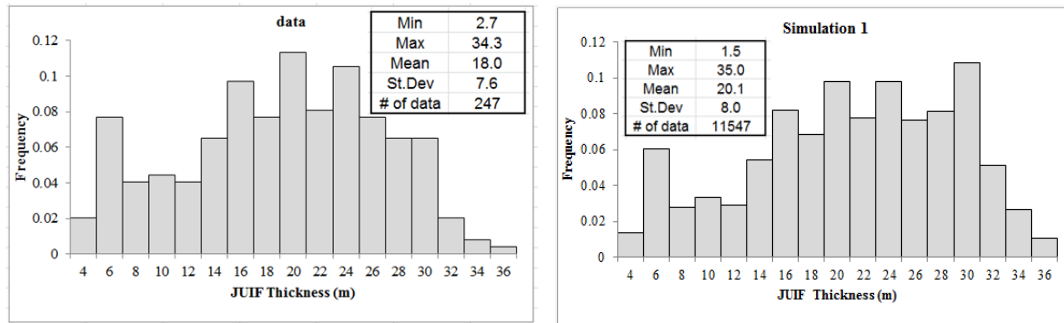 data
Min 2.7
Max 34.3
Mean 18.0
St.Dev 7.6
# of data 247
Frequency
0.12
0.1
0.08
0.06
0.04
0.02
0
4 6 8 10 12 14 16 18 20 22 24 26 28 30 32 34 36
JUIF Thickness (m)
Simulation 1
Min 1.5
Max 35.0
Mean 20.1
St.Dev 8.0
# of data 11547
Frequency
0.12
0.1
0.08
0.06
0.04
0.02
0
4 6 8 10 12 14 16 18 20 22 24 26 28 30 32 34 36
JUIF Thickness (m)